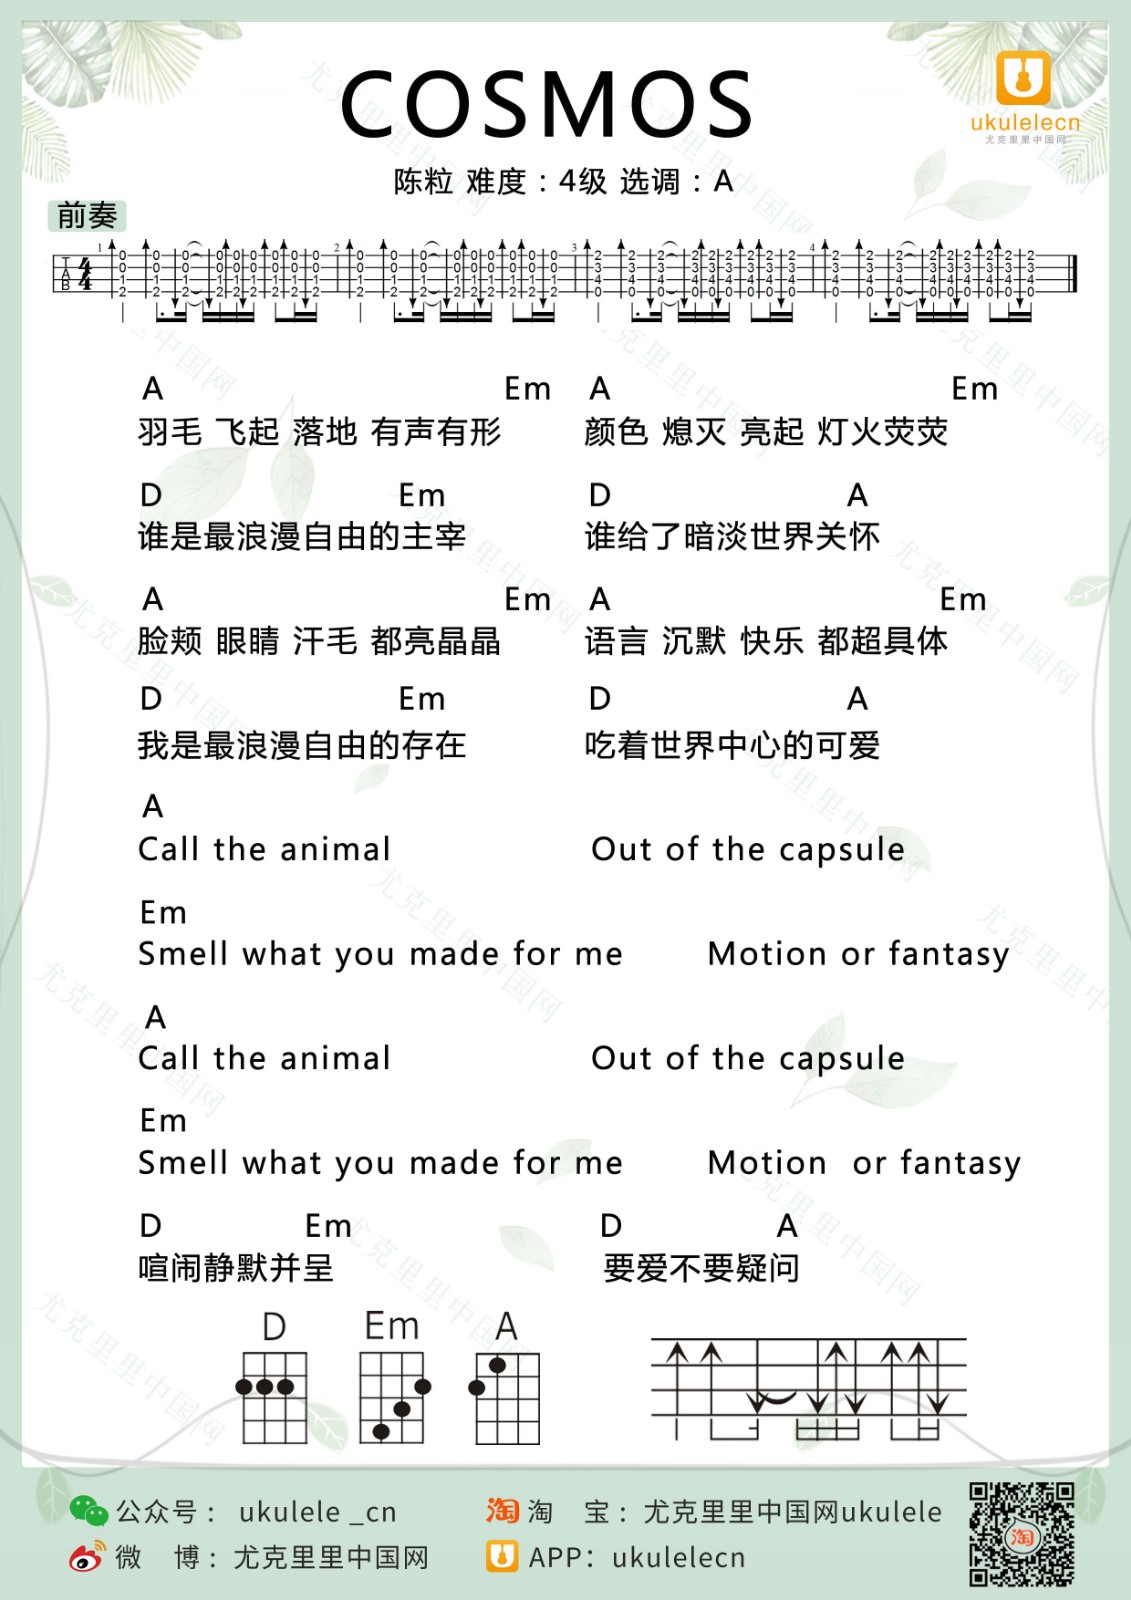 COSMOS
ukulelecn
尤克里里中国网
陈粒 难度：4级 选调：A
前奏
A Em A Em
羽毛 飞起 落地 有声有形 颜色 熄灭 亮起 灯火荧荧
D Em D A
谁是最浪漫自由的主宰 谁给了暗淡世界关怀
A Em A Em
脸颊 眼睛 汗毛 都亮晶晶 语言 沉默 快乐 都超具体
D Em D A
我是最浪漫自由的存在 吃着世界中心的可爱
A
Call the animal Out of the capsule
Em
Smell what you made for me Motion or fantasy
A
Call the animal Out of the capsule
Em
Smell what you made for me Motion or fantasy
D Em D A
喧闹静默并呈 要爱不要疑问
D Em A
公众号： ukulele _cn 淘 淘 宝：尤克里里中国网ukulele
微 博：尤克里里中国网 APP：ukulelecn
淘